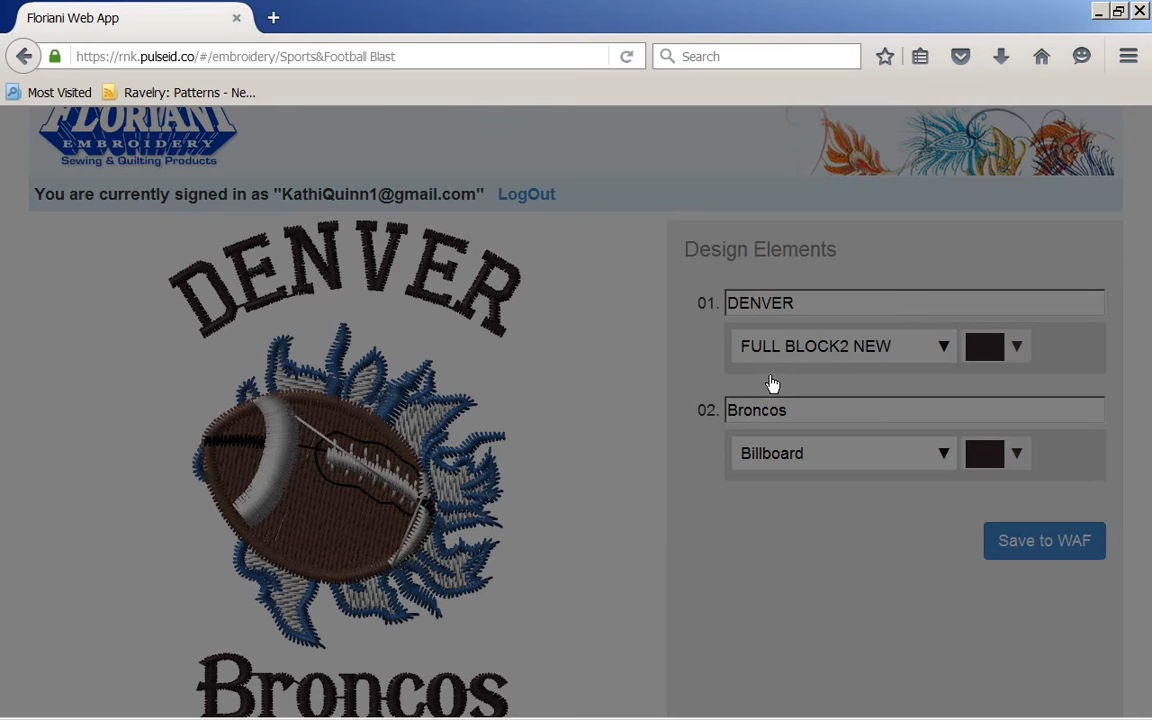 Floriani Web App
https://rnk.pulseid.co/#/embroidery/Sports&Football Blast
Search
Most Visited
Ravelry: Patterns - Ne...
FLORIANI
EMBROIDERY
Sewing & Quilting Products
You are currently signed in as "KathiQuinn1@gmail.com" LogOut
DENVER
Broncos
Design Elements
01. DENVER
FULL BLOCK2 NEW
02. Broncos
Billboard
Save to WAF